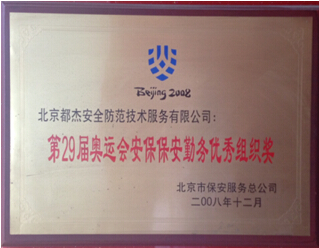 Beijing 2008
北京都杰安全防范技术服务有限公司：
第29届奥运会安保保安勤务优秀组织奖
北京市保安服务总公司
二00八年十二月